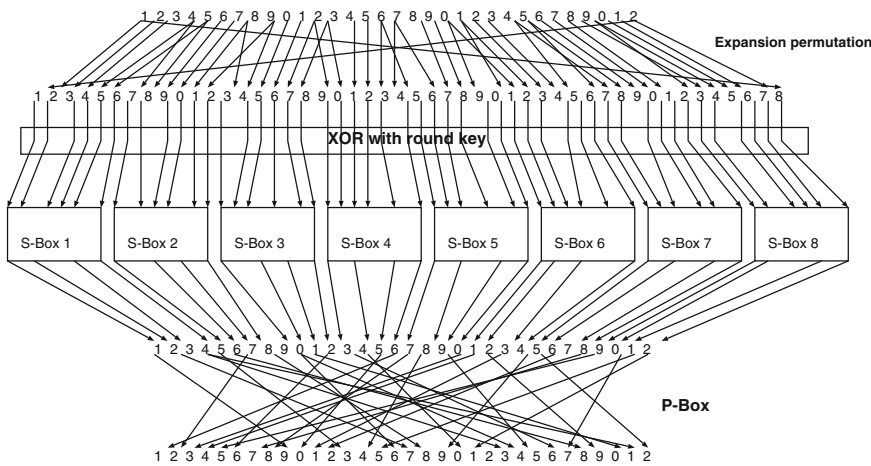 1 2 3 4 5 6 7 8 9 0 1 2 3 4 5 6 7 8 9 0 1 2 3 4 5 6 7 8 9 0 1 2
Expansion permutation
1 2 3 4 5 6 7 8 9 0 1 2 3 4 5 6 7 8 9 0 1 2 3 4 5 6 7 8 9 0 1 2 3 4 5 6 7 8 9 0 1 2 3 4 5 6 7 8
XOR with round key
S-Box 1 S-Box 2 S-Box 3 S-Box 4 S-Box 5 S-Box 6 S-Box 7 S-Box 8
1 2 3 4 5 6 7 8 9 0 1 2 3 4 5 6 7 8 9 0 1 2 3 4 5 6 7 8 9 0 1 2
P-Box
1 2 3 4 5 6 7 8 9 0 1 2 3 4 5 6 7 8 9 0 1 2 3 4 5 6 7 8 9 0 1 2